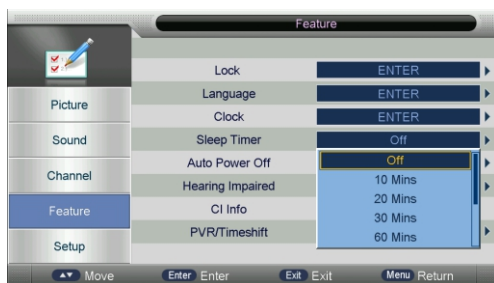 Feature
Lock ENTER
Language ENTER
Clock ENTER
Sleep Timer Off
Auto Power Off
Hearing Impaired
CI Info
PVR/Timeshift
Off
10 Mins
20 Mins
30 Mins
60 Mins
Picture
Sound
Channel
Feature
Setup
Move
Enter Enter
Exit Exit
Menu Return